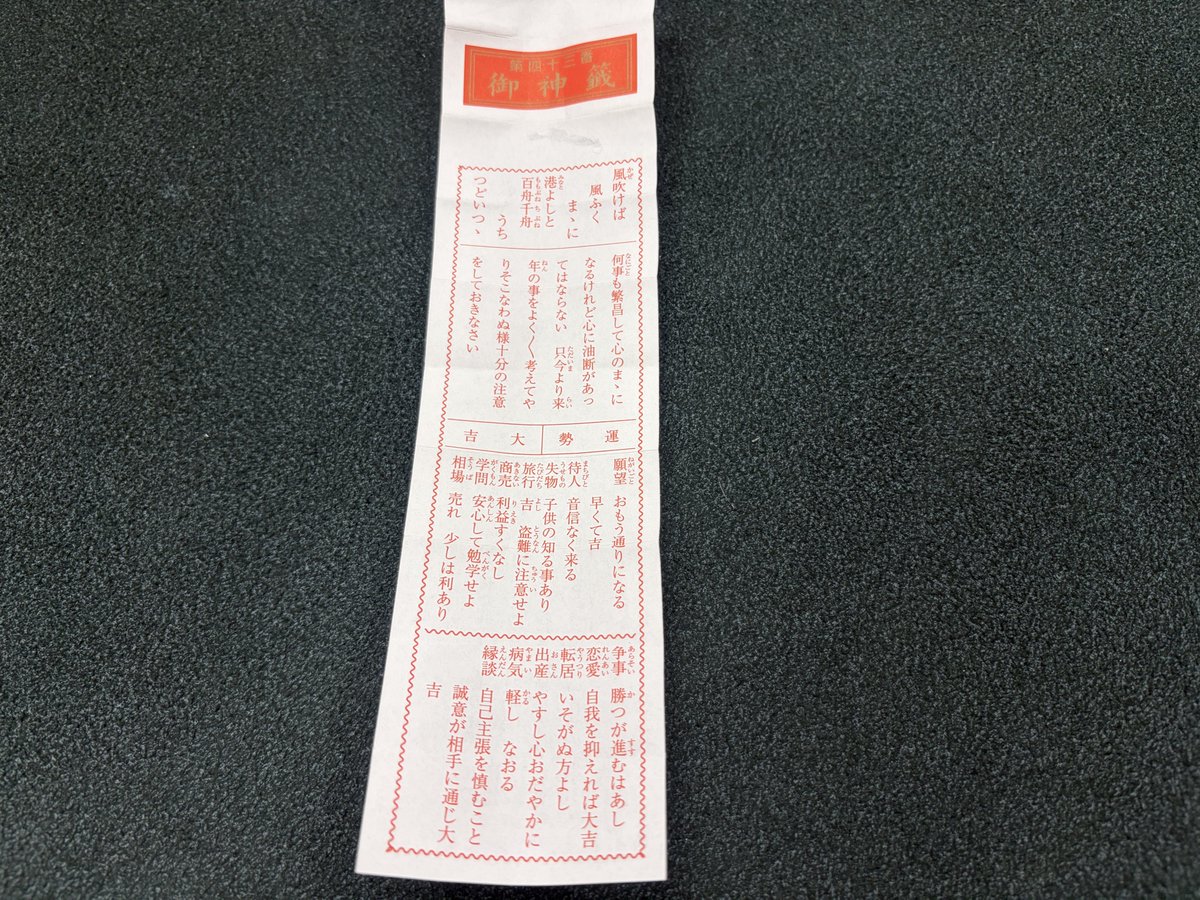 第四十三番
御神籤
風吹けば
風ふく
まゝに
港よしと
百舟千舟
うち
つどいつゝ
何事も繁昌して心のまゝに
なるけれど心に油断があっ
てはならない 只今より来
年の事をよく〱考えてや
りそこなわぬ様十分の注意
をしておきなさい
運勢 大吉
願望 おもう通りになる
早くて吉
待人 音信なく来る
失物 子供の知る事あり
旅行 吉 盗難に注意せよ
商売 利益すくなし
学問 安心して勉学せよ
相場 売れ 少しは利あり
争事 勝つが進むはあし
恋愛 自我を抑えれば大吉
転居 いそがぬ方よし
出産 やすし心おだやかに
病気 軽し なおる
縁談 自己主張を慎むこと
誠意が相手に通じ大
吉